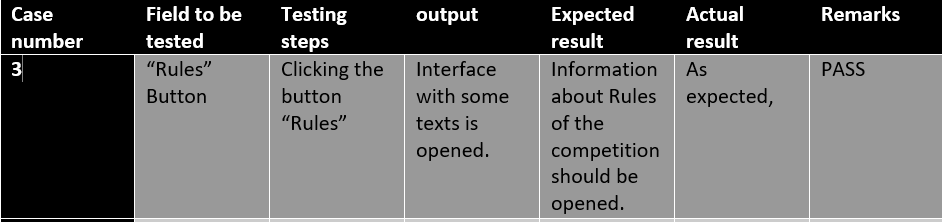 Case number
Field to be tested
Testing steps
output
Expected result
Actual result
Remarks
3
“Rules” Button
Clicking the button “Rules”
Interface with some texts is opened.
Information about Rules of the competition should be opened.
As expected,
PASS